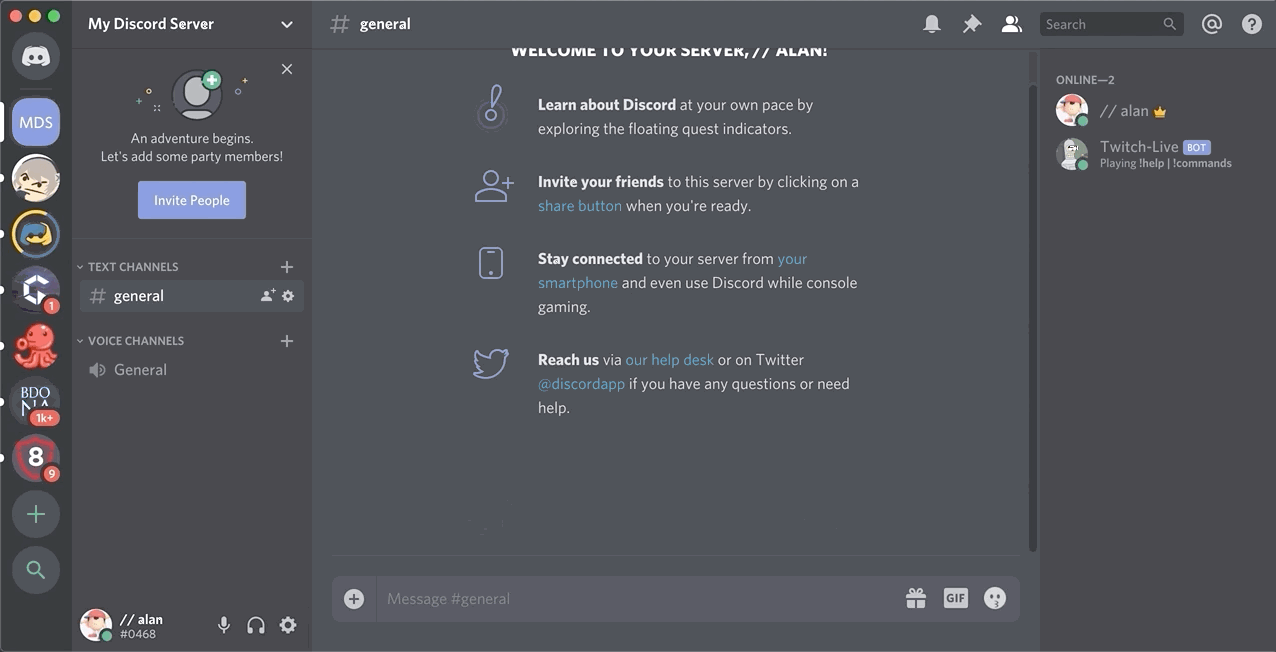 My Discord Server
general
Search
MDS
1
BDO
NA
1k+
8
9
An adventure begins.
Let's add some party members!
Invite People
TEXT CHANNELS
general
VOICE CHANNELS
General
// alan
#0468
WELCOME TO YOUR SERVER, // ALAN!
Learn about Discord at your own pace by
exploring the floating quest indicators.
Invite your friends to this server by clicking on a
share button when you're ready.
Stay connected to your server from your
smartphone and even use Discord while console
gaming.
Reach us via our help desk or on Twitter
@discordapp if you have any questions or need
help.
Message #general
GIF
ONLINE—2
// alan
Twitch-Live BOT
Playing !help | !commands